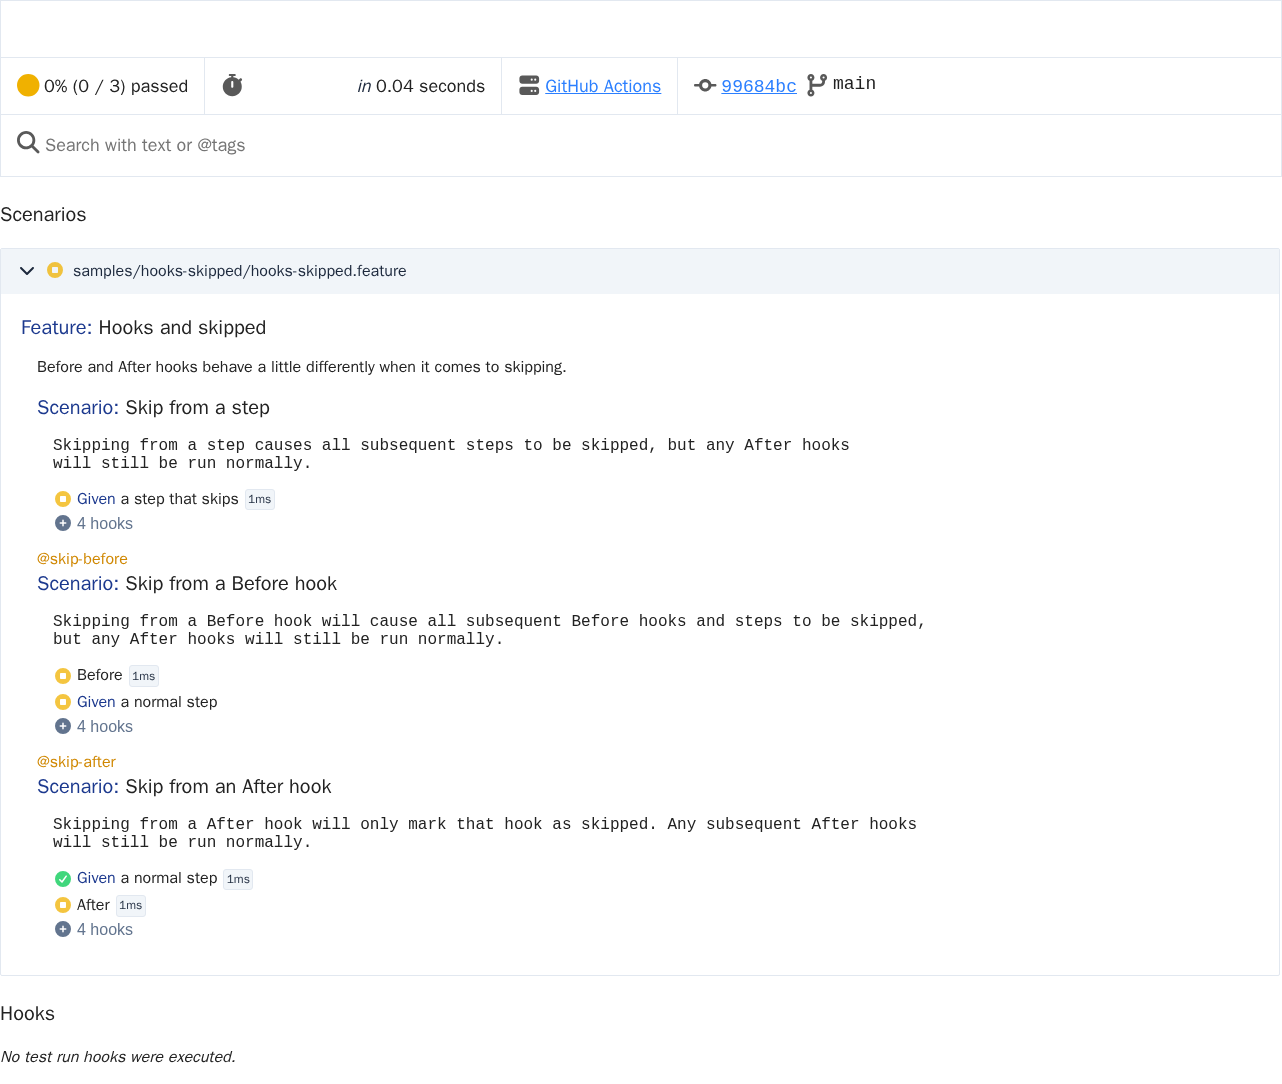 0% (0 / 3) passed
in 0.04 seconds
GitHub Actions
99684bc
main
Search with text or @tags
Scenarios
samples/hooks-skipped/hooks-skipped.feature
Feature: Hooks and skipped
Before and After hooks behave a little differently when it comes to skipping.
Scenario: Skip from a step
Skipping from a step causes all subsequent steps to be skipped, but any After hooks
will still be run normally.
Given a step that skips 1ms
4 hooks
@skip-before
Scenario: Skip from a Before hook
Skipping from a Before hook will cause all subsequent Before hooks and steps to be skipped,
but any After hooks will still be run normally.
Before 1ms
Given a normal step
4 hooks
@skip-after
Scenario: Skip from an After hook
Skipping from a After hook will only mark that hook as skipped. Any subsequent After hooks
will still be run normally.
Given a normal step 1ms
After 1ms
4 hooks
Hooks
No test run hooks were executed.